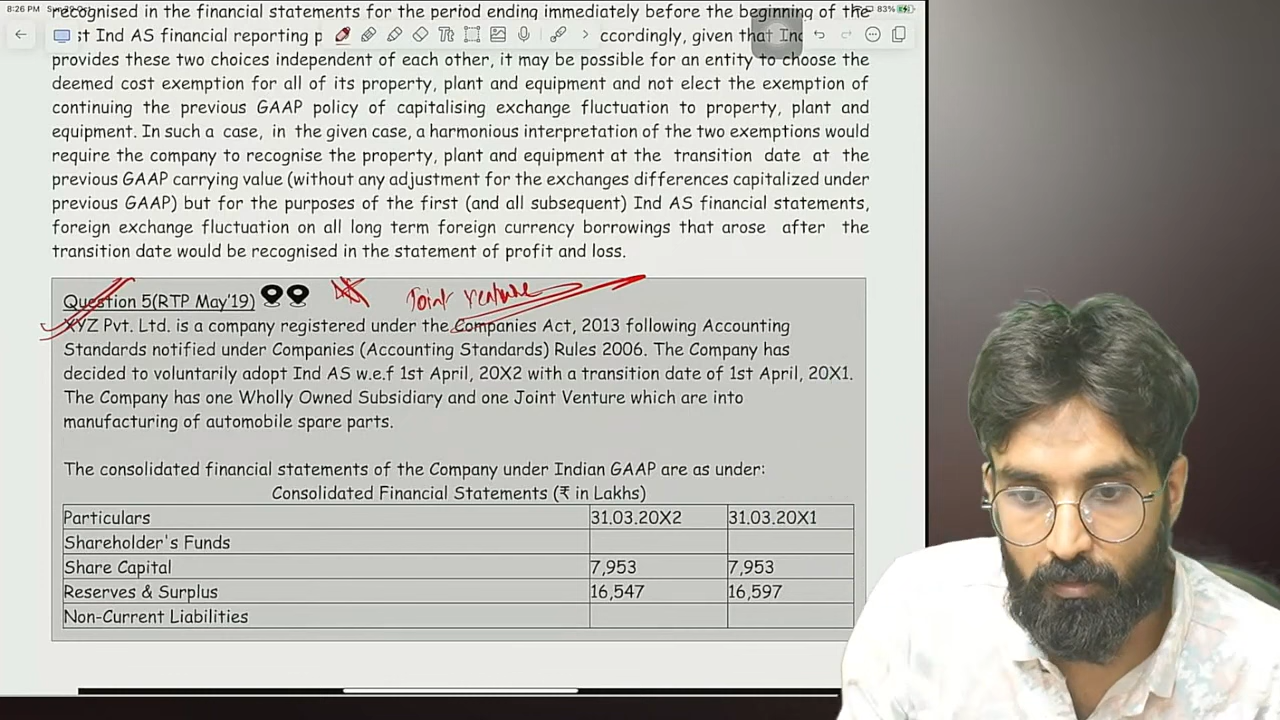 8:26 PM
83%
recognised in the financial statements for the period ending immediately before the beginning of the
st Ind AS financial reporting p ccordingly, given that Ind
provides these two choices independent of each other, it may be possible for an entity to choose the
deemed cost exemption for all of its property, plant and equipment and not elect the exemption of
continuing the previous GAAP policy of capitalising exchange fluctuation to property, plant and
equipment. In such a case, in the given case, a harmonious interpretation of the two exemptions would
require the company to recognise the property, plant and equipment at the transition date at the
previous GAAP carrying value (without any adjustment for the exchanges differences capitalized under
previous GAAP) but for the purposes of the first (and all subsequent) Ind AS financial statements,
foreign exchange fluctuation on all long term foreign currency borrowings that arose after the
transition date would be recognised in the statement of profit and loss.
Question 5(RTP May'19) Joint Venture
XYZ Pvt. Ltd. is a company registered under the Companies Act, 2013 following Accounting
Standards notified under Companies (Accounting Standards) Rules 2006. The Company has
decided to voluntarily adopt Ind AS w.e.f 1st April, 20X2 with a transition date of 1st April, 20X1.
The Company has one Wholly Owned Subsidiary and one Joint Venture which are into
manufacturing of automobile spare parts.
The consolidated financial statements of the Company under Indian GAAP are as under:
Consolidated Financial Statements (₹ in Lakhs)
Particulars 31.03.20X2 31.03.20X1
Shareholder's Funds
Share Capital 7,953 7,953
Reserves & Surplus 16,547 16,597
Non-Current Liabilities